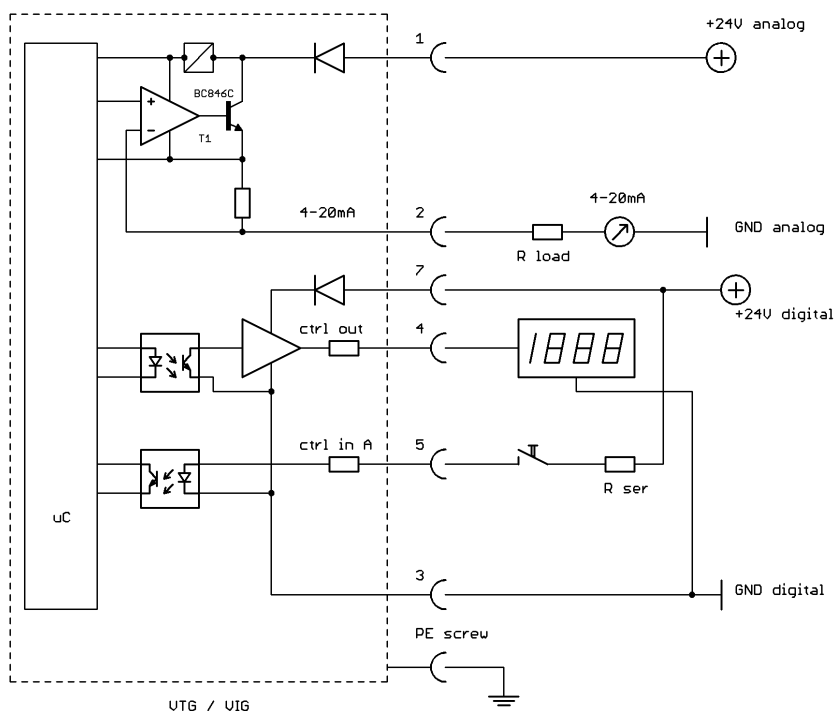 +24V analog
1
BC846C
+
-
T1
4-20mA
4-20mA
2
GND analog
R load
7
+24V digital
ctrl out
4
1888
ctrl in A
5
R ser
uC
3
GND digital
PE screw
VTG / VIG